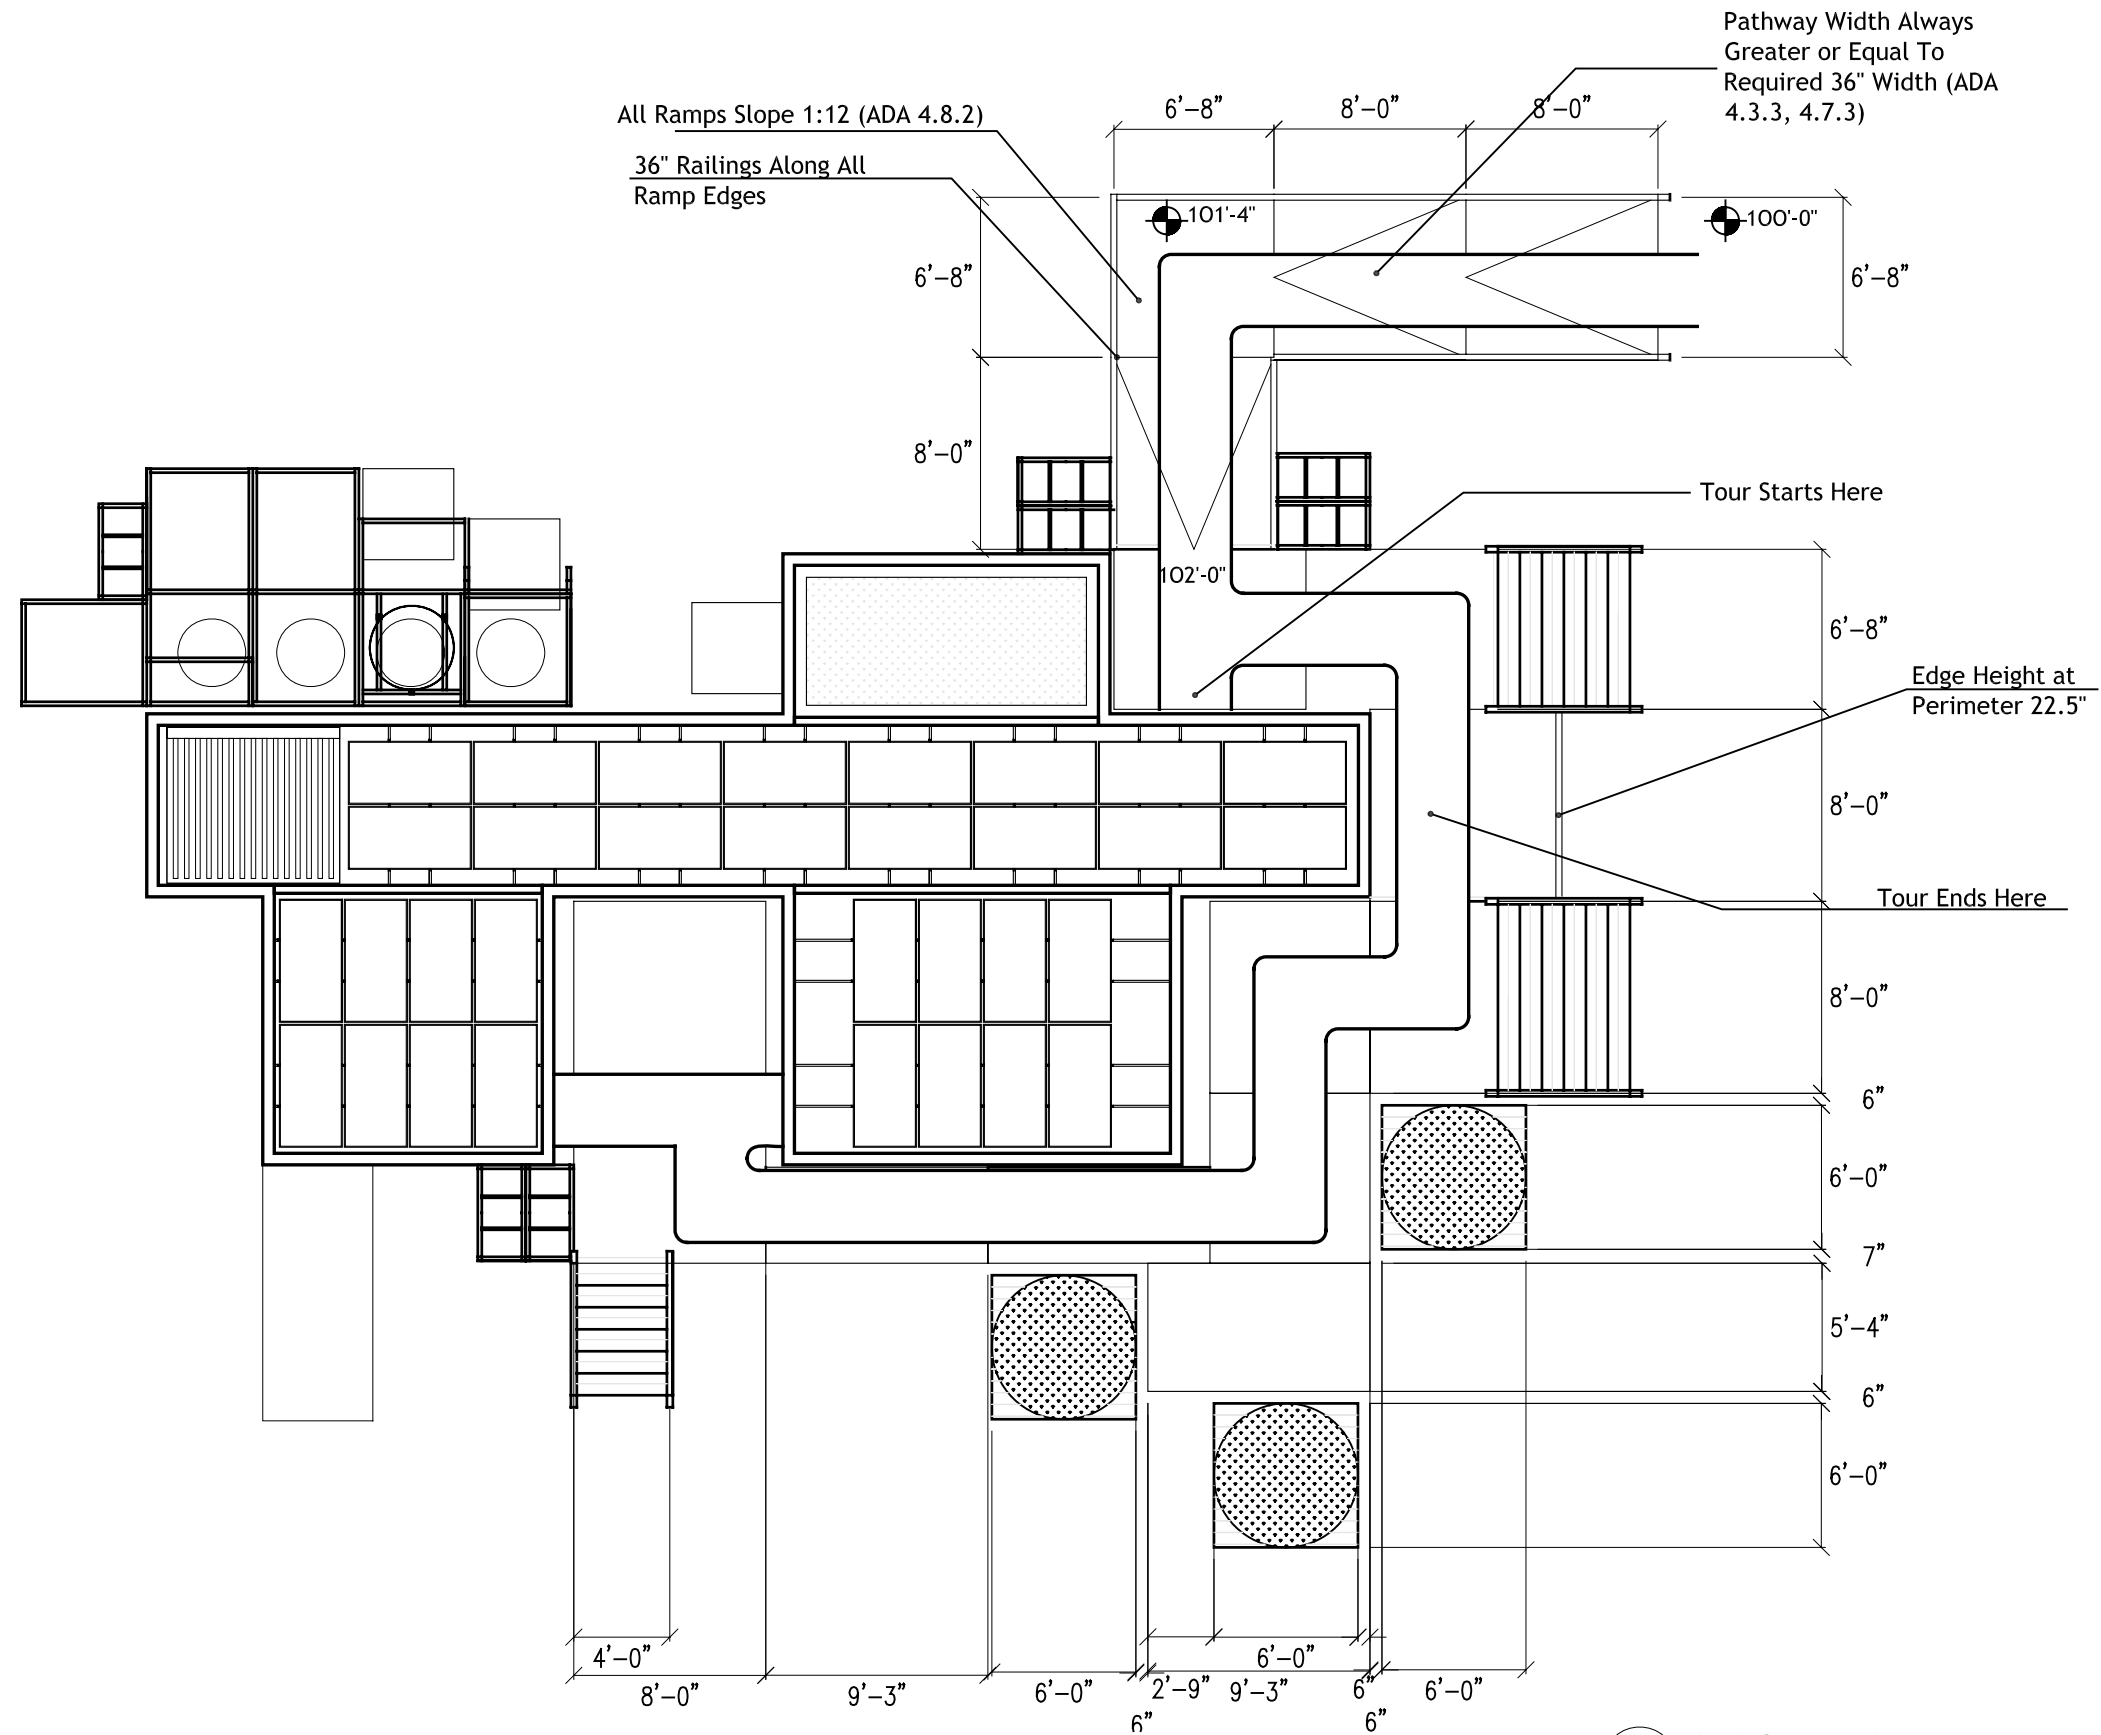 Pathway Width Always
Greater or Equal To
Required 36" Width (ADA
4.3.3, 4.7.3)
All Ramps Slope 1:12 (ADA 4.8.2)
6'-8" 8'-0" 8'-0"
36" Railings Along All
Ramp Edges
101'-4" 100'-0"
6'-8" 6'-8"
8'-0"
Tour Starts Here
102'-0"
6'-8"
Edge Height at
Perimeter 22.5"
8'-0"
Tour Ends Here
8'-0"
6"
6'-0"
7"
5'-4"
6"
6'-0"
4'-0" 6'-0"
8'-0" 9'-3" 6'-0" 2'-9" 9'-3" 6" 6'-0"
6" 6"